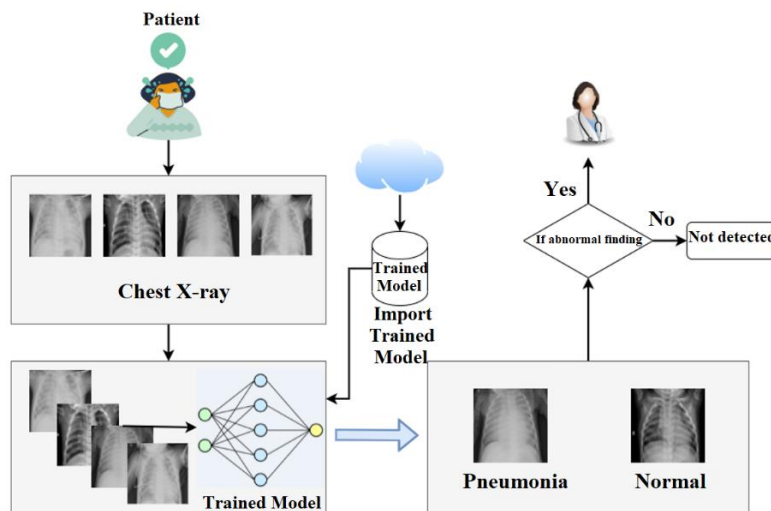 Patient
Chest X-ray
Trained
Model
Import
Trained
Model
Trained Model
Pneumonia
Normal
If abnormal finding
Yes
No
Not detected